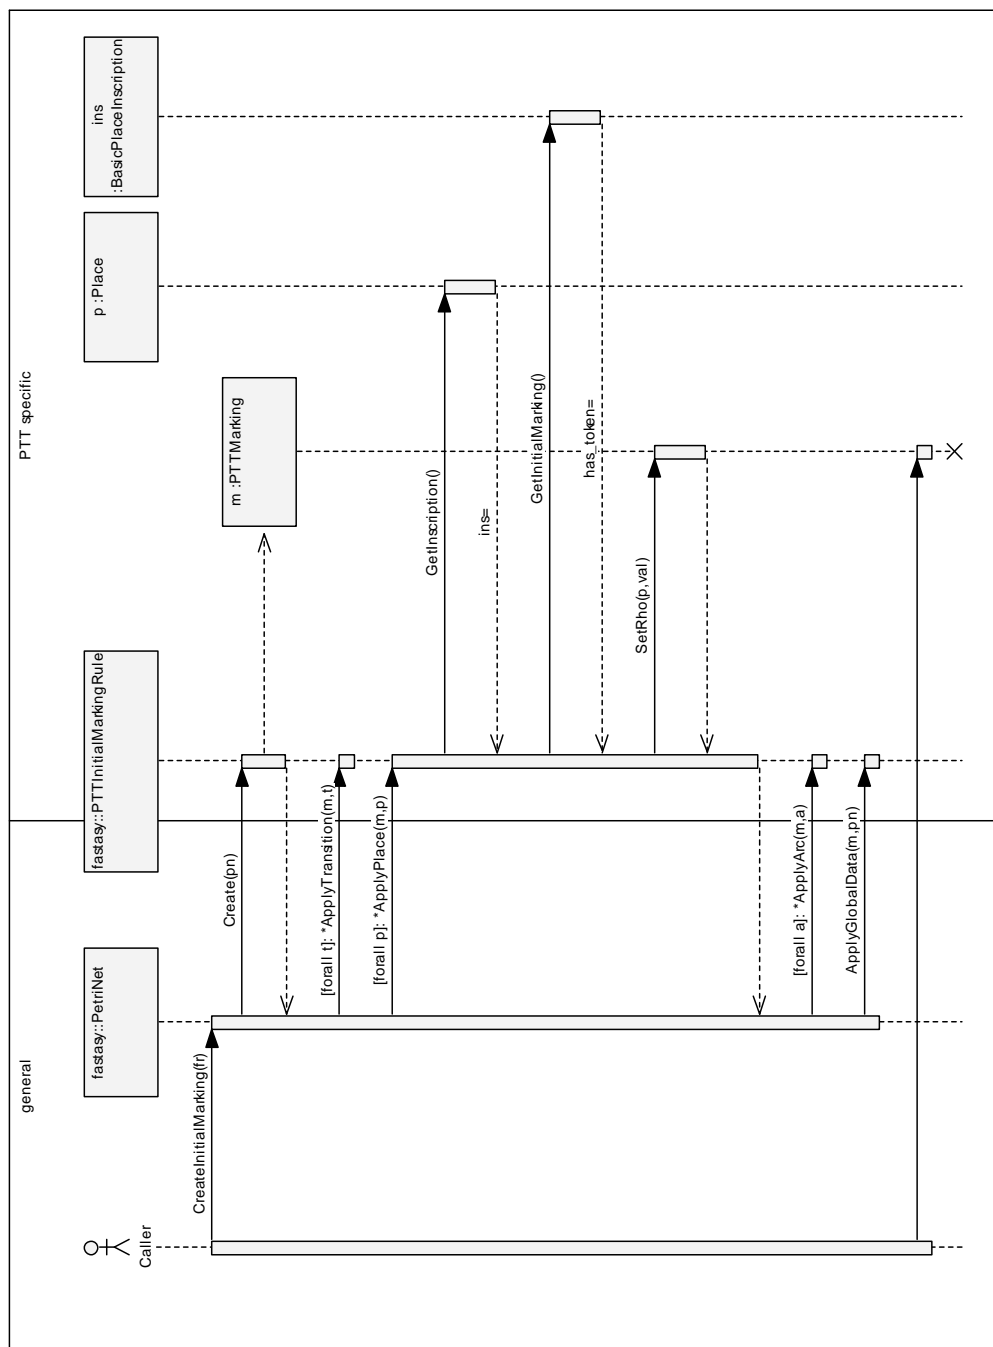 general
PTT specific
Caller
fastasy::PetriNet
fastasy::PTTInitialMarkingRule
m :PTTMarking
p :Place
ins
:BasicPlaceInscription
CreateInitialMarking(fr)
Create(pn)
[forall t]: *ApplyTransition(m,t)
[forall p]: *ApplyPlace(m,p)
GetInscription()
ins=
GetInitialMarking()
has_token=
SetRho(p,val)
[forall a]: *ApplyArc(m,a)
ApplyGlobalData(m,pn)